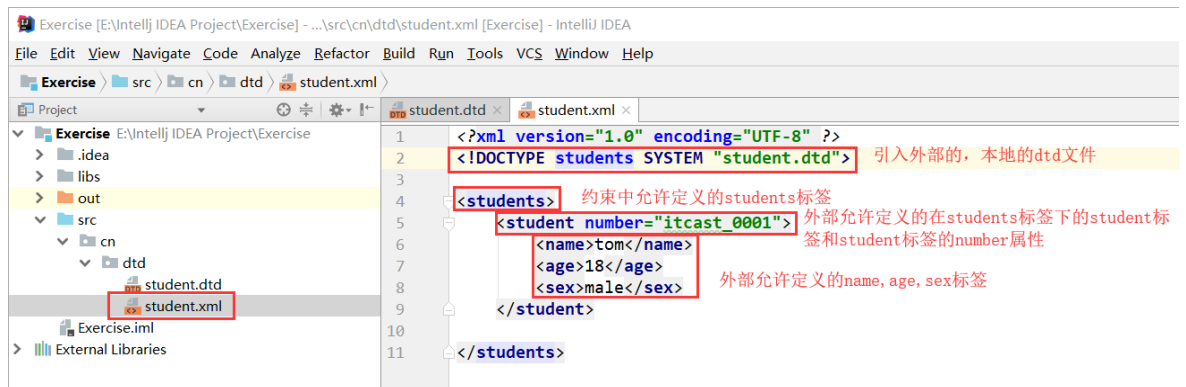 Exercise [E:\Intellj IDEA Project\Exercise] - ...\src\cn\dtd\student.xml [Exercise] - IntelliJ IDEA
File Edit View Navigate Code Analyze Refactor Build Run Tools VCS Window Help
Exercise src cn dtd student.xml
Project
student.dtd student.xml
Exercise E:\Intellj IDEA Project\Exercise
.idea
libs
out
src
cn
dtd
student.dtd
student.xml
Exercise.iml
External Libraries
1 <?xml version="1.0" encoding="UTF-8" ?>
2 <!DOCTYPE students SYSTEM "student.dtd"> 引入外部的，本地的dtd文件
3
4 <students> 约束中允许定义的students标签
5 <student number="itcast_0001"> 外部允许定义的在students标签下的student标
签和student标签的number属性
6 <name>tom</name>
7 <age>18</age> 外部允许定义的name,age,sex标签
8 <sex>male</sex>
9 </student>
10
11 </students>